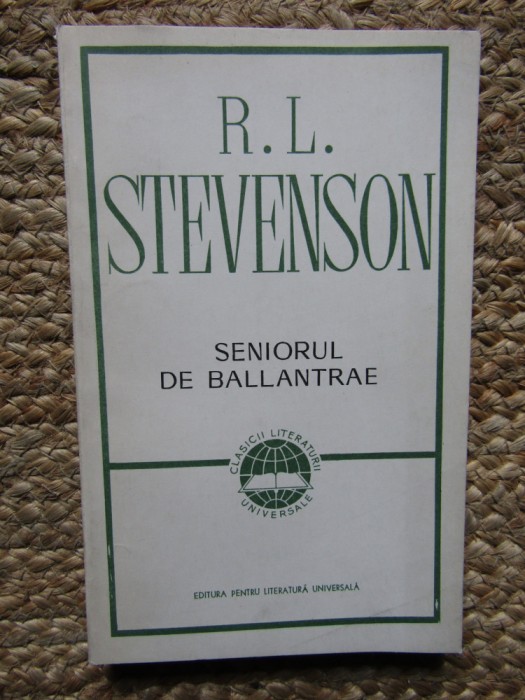 R. L.
STEVENSON
SENIORUL
DE BALLANTRAE
CLASICII LITERATURII
UNIVERSALE
EDITURA PENTRU LITERATURĂ UNIVERSALĂ